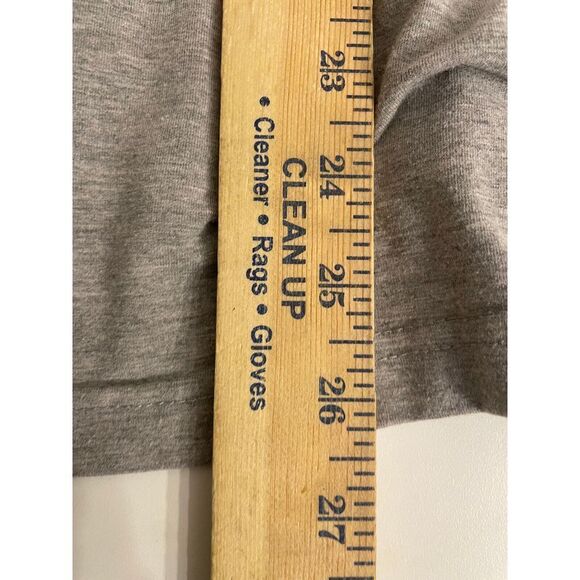 23
24
25
26
27
CLEAN UP
• Cleaner • Rags • Gloves